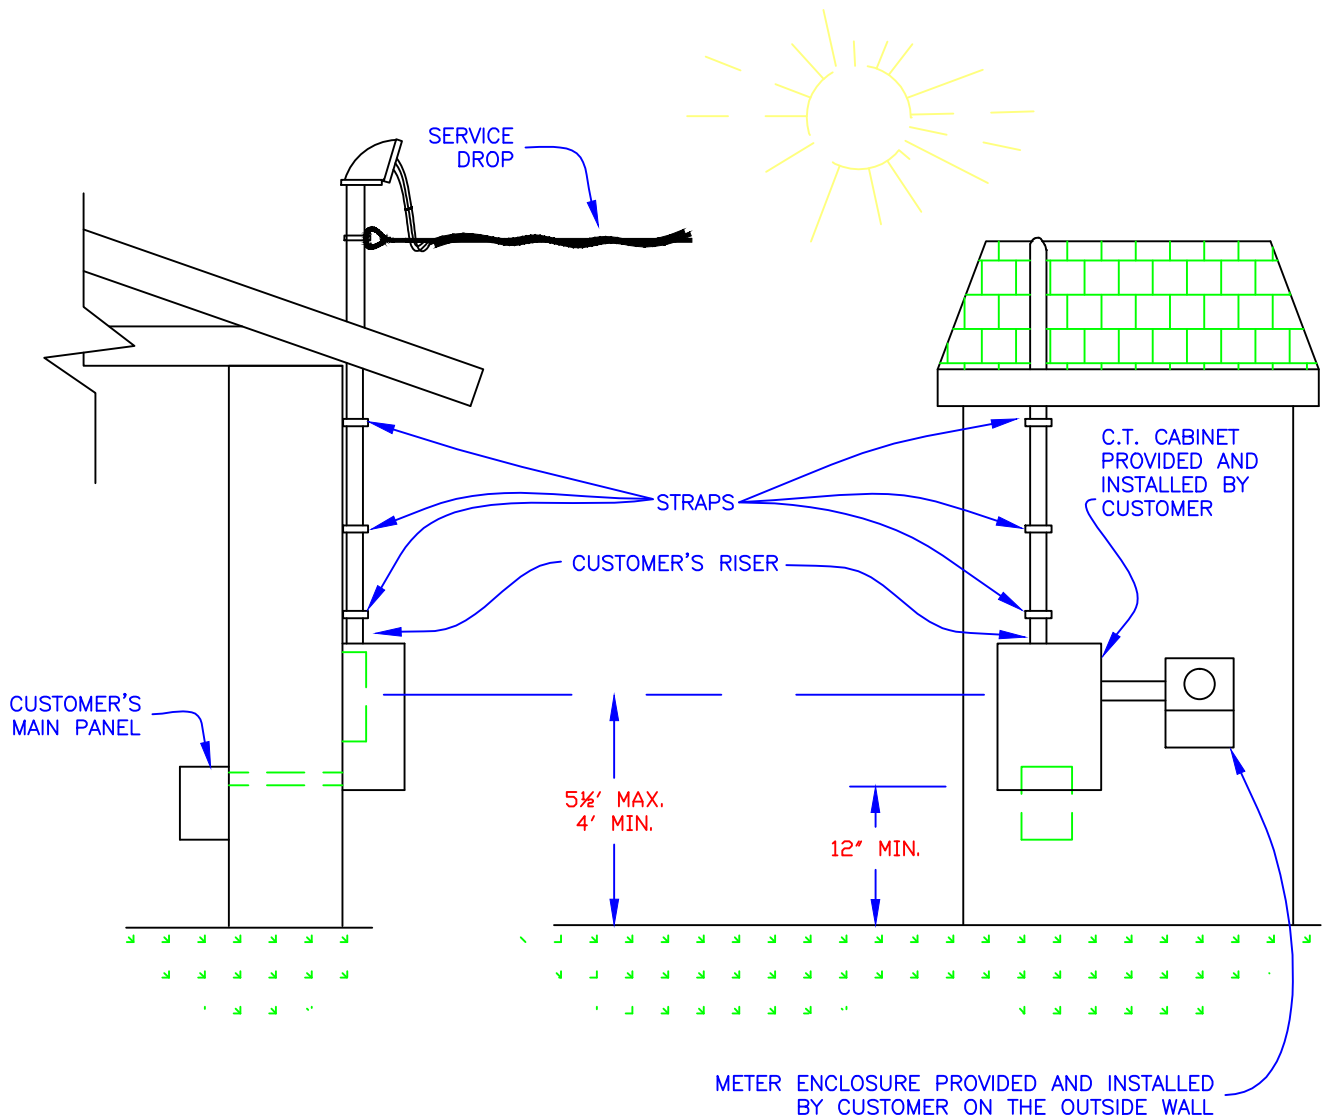 SERVICE
DROP
C.T. CABINET
PROVIDED AND
INSTALLED BY
CUSTOMER
STRAPS
CUSTOMER'S RISER
CUSTOMER'S
MAIN PANEL
5½' MAX.
4' MIN.
12" MIN.
METER ENCLOSURE PROVIDED AND INSTALLED
BY CUSTOMER ON THE OUTSIDE WALL